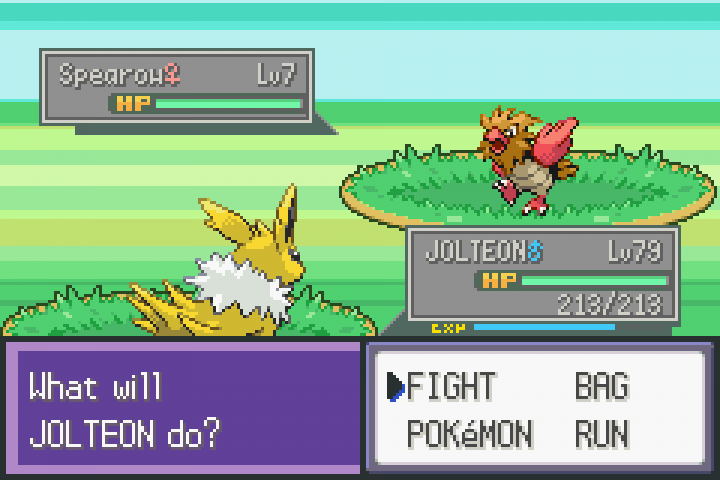 Spearow♀ Lv7
HP
JOLTEON♂ Lv79
HP
213/213
EXP
What will
JOLTEON do?
FIGHT BAG
POKéMON RUN